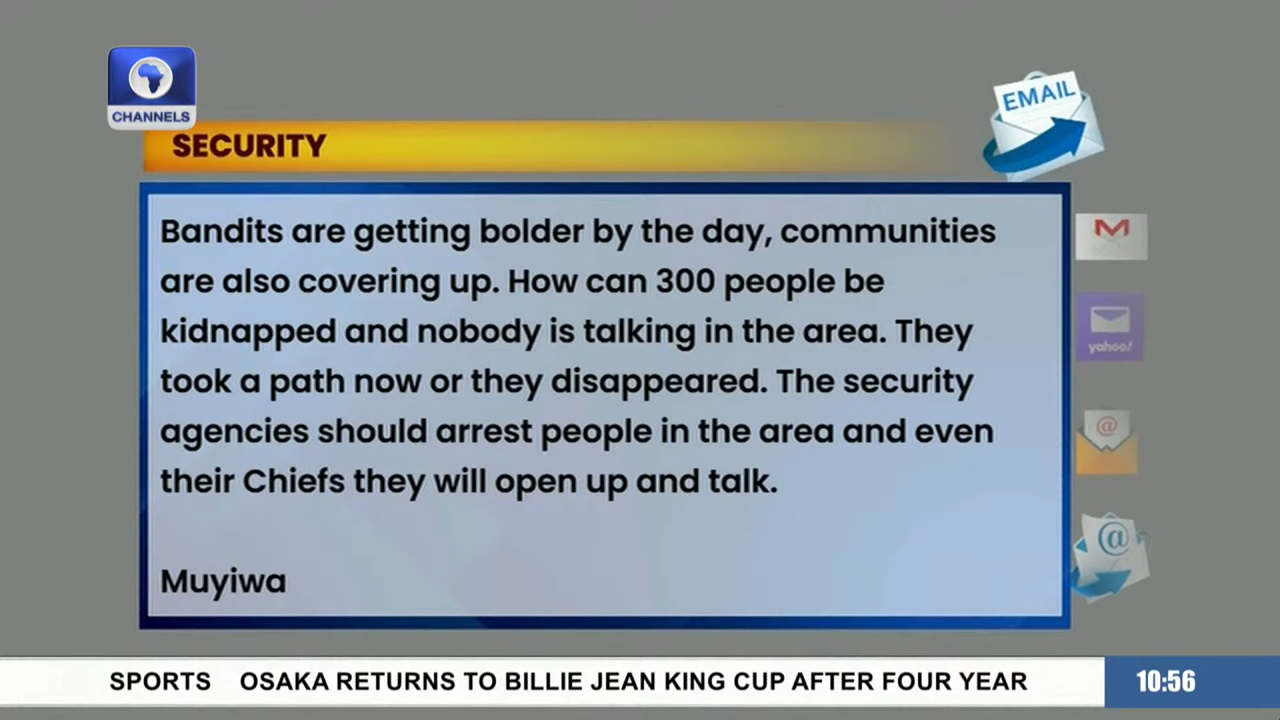 CHANNELS
EMAIL
SECURITY
Bandits are getting bolder by the day, communities
are also covering up. How can 300 people be
kidnapped and nobody is talking in the area. They
took a path now or they disappeared. The security
agencies should arrest people in the area and even
their Chiefs they will open up and talk.
Muyiwa
M
yahoo!
@
@
SPORTS OSAKA RETURNS TO BILLIE JEAN KING CUP AFTER FOUR YEAR
10:56